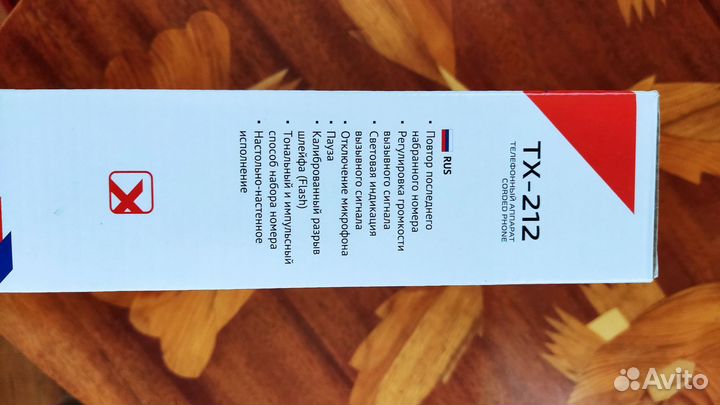 TX-212
ТЕЛЕФОННЫЙ АППАРАТ
CORDED PHONE
RUS
• Повтор последнего
набранного номера
• Регулировка громкости
вызывного сигнала
• Световая индикация
вызывного сигнала
• Отключение микрофона
• Пауза
• Калиброванный разрыв
шлейфа (Flash)
• Тональный и импульсный
способ набора номера
• Настольно-настенное
исполнение
Avito